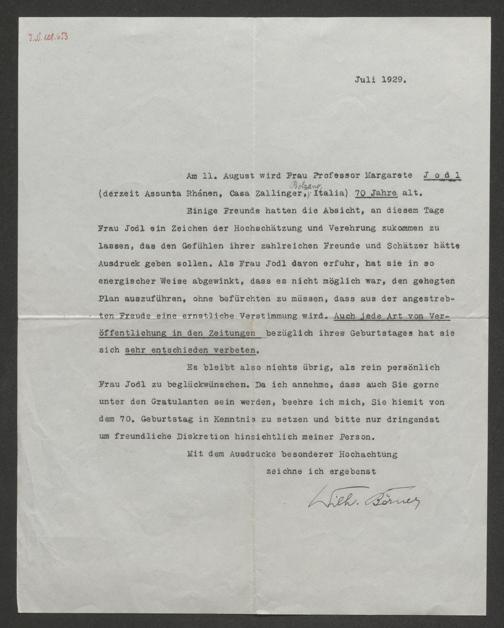 Juli 1929.
Am 11. August wird Frau Professor Margarete J o d l
Bolzano,
(derzeit Assunta Rhénen, Casa Zallinger, Italia) 70 Jahre alt.
Einige Freunde hatten die Absicht, an diesem Tage
Frau Jodl ein Zeichen der Hochschätzung und Verehrung zukommen zu
lassen, das den Gefühlen ihrer zahlreichen Freunde und Schätzer hätte
Ausdruck geben sollen. Als Frau Jodl davon erfuhr, hat sie in so
energischer Weise abgewinkt, dass es nicht möglich war, den gehegten
Plan auszuführen, ohne befürchten zu müssen, dass aus der angestreb-
ten Freude eine ernstliche Verstimmung wird. Auch jede Art von Ver-
öffentlichung in den Zeitungen bezüglich ihres Geburtstages hat sie
sich sehr entschieden verbeten.
Es bleibt also nichts übrig, als rein persönlich
Frau Jodl zu beglückwünschen. Da ich annehme, dass auch Sie gerne
unter den Gratulanten sein werden, beehre ich mich, Sie hiemit von
dem 70. Geburtstag in Kenntnis zu setzen und bitte nur dringendst
um freundliche Diskretion hinsichtlich meiner Person.
Mit dem Ausdrucke besonderer Hochachtung
zeichne ich ergebenst
Wilh. Börner